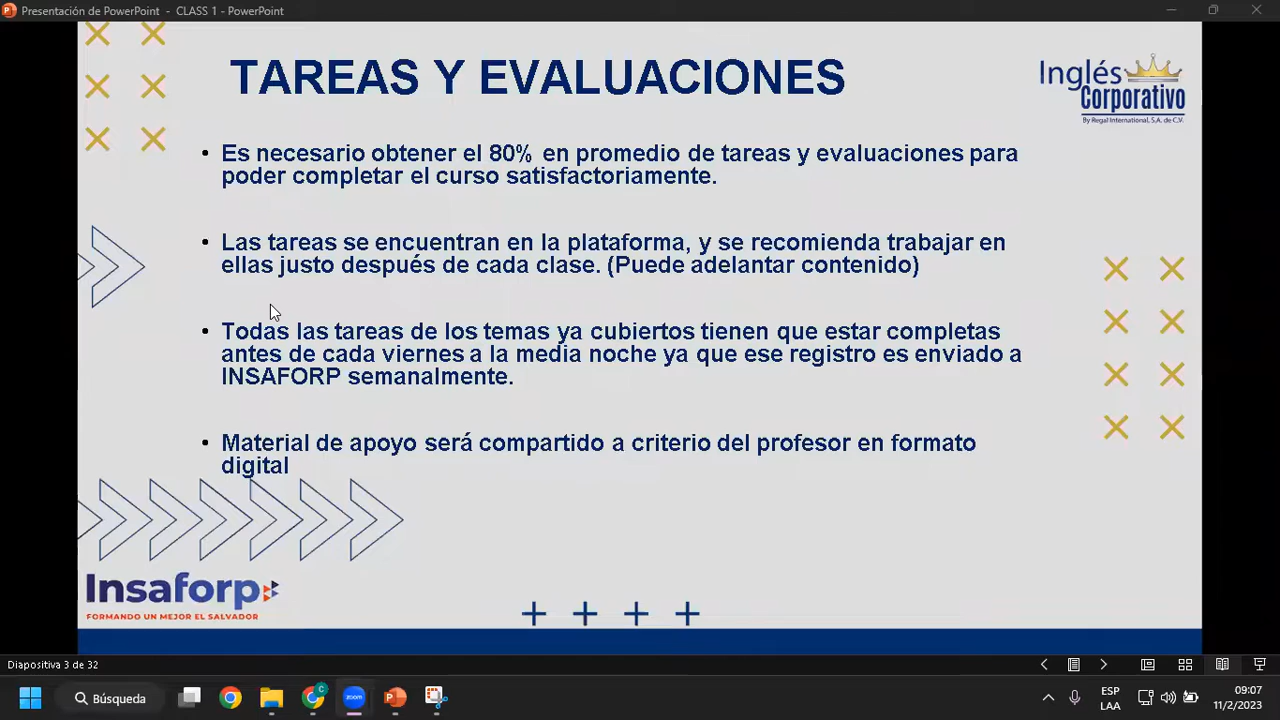 Presentación de PowerPoint - CLASS 1 - PowerPoint
TAREAS Y EVALUACIONES
Inglés
Corporativo
By Regal International, S.A. de C.V.
• Es necesario obtener el 80% en promedio de tareas y evaluaciones para
poder completar el curso satisfactoriamente.
• Las tareas se encuentran en la plataforma, y se recomienda trabajar en
ellas justo después de cada clase. (Puede adelantar contenido)
• Todas las tareas de los temas ya cubiertos tienen que estar completas
antes de cada viernes a la media noche ya que ese registro es enviado a
INSAFORP semanalmente.
• Material de apoyo será compartido a criterio del profesor en formato
digital
Insaforp
FORMANDO UN MEJOR EL SALVADOR
Diapositiva 3 de 32
Búsqueda
C
zoom
ESP
LAA
09:07
11/2/2023